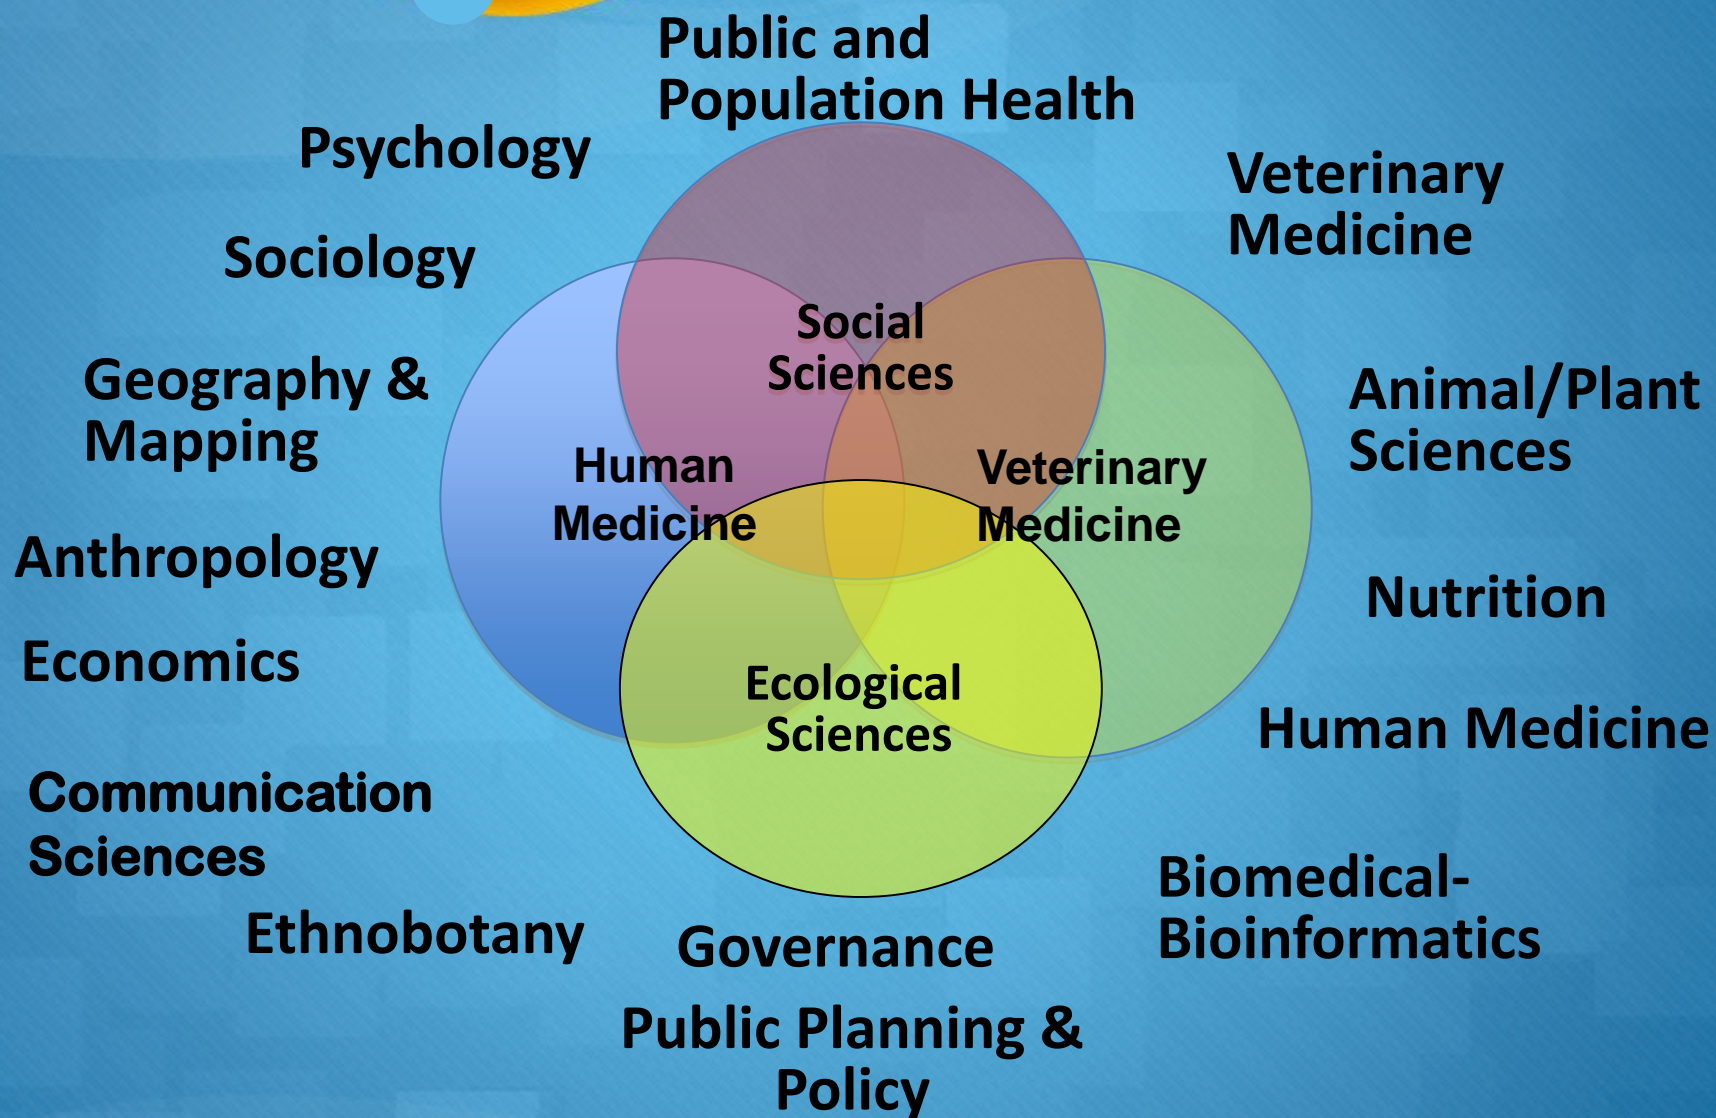 Public and
Population Health
Psychology
Veterinary
Medicine
Sociology
Social
Sciences
Geography &
Mapping
Animal/Plant
Sciences
Human
Medicine
Veterinary
Medicine
Anthropology
Nutrition
Economics
Ecological
Sciences
Human Medicine
Communication
Sciences
Biomedical-
Bioinformatics
Ethnobotany
Governance
Public Planning &
Policy